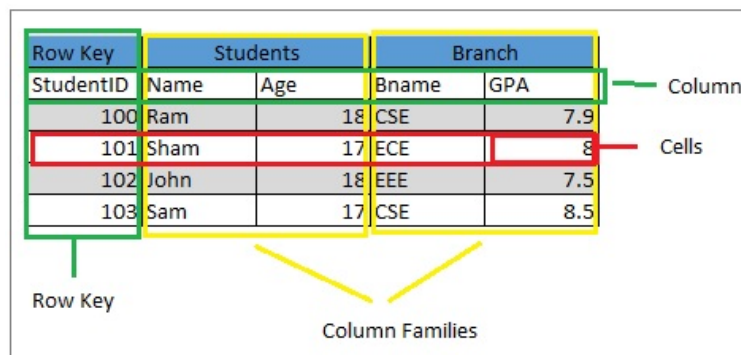 Row Key Students Branch
StudentID Name Age Bname GPA Column
100 Ram 18 CSE 7.9
101 Sham 17 ECE 8 Cells
102 John 18 EEE 7.5
103 Sam 17 CSE 8.5
Row Key
Column Families